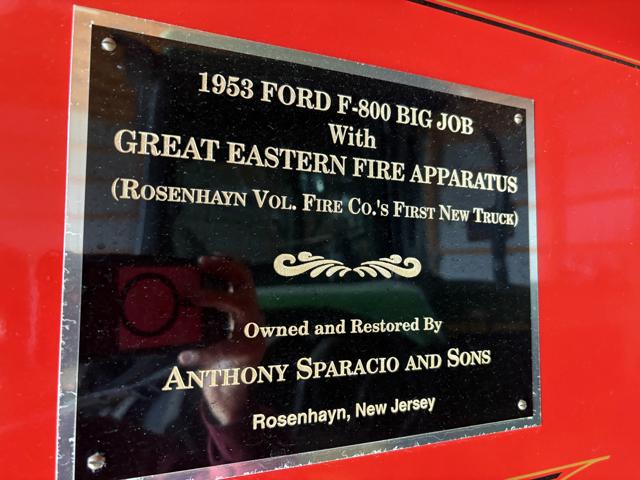 1953 FORD F-800 BIG JOB
With
GREAT EASTERN FIRE APPARATUS
(ROSENHAYN VOL. FIRE CO.'S FIRST NEW TRUCK)
Owned and Restored By
ANTHONY SPARACIO AND SONS
Rosenhayn, New Jersey